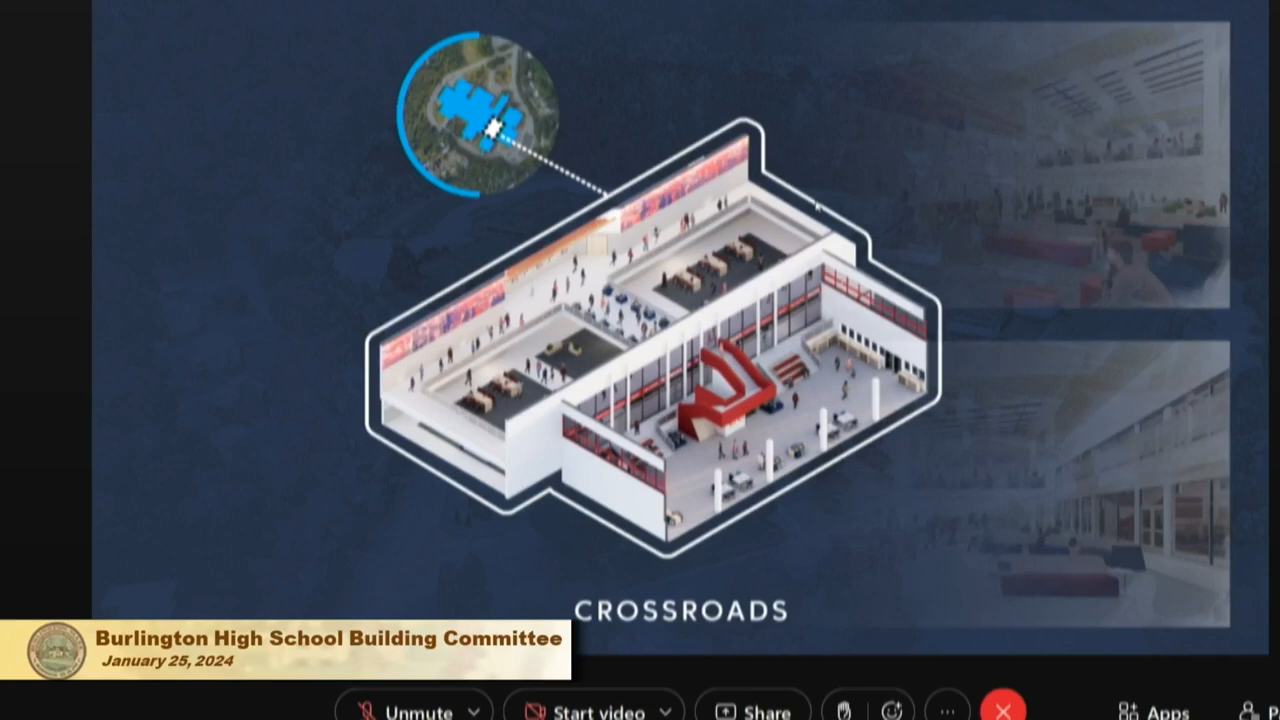 CROSSROADS
Burlington High School Building Committee
January 25, 2024
Unmute
Start video
Share
Apps
P